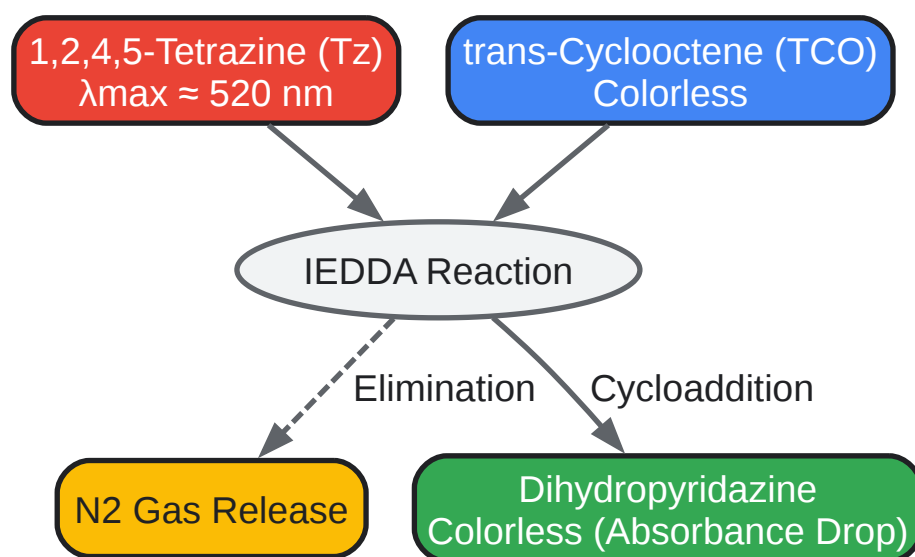 1,2,4,5-Tetrazine (Tz)
λmax ≈ 520 nm
trans-Cyclooctene (TCO)
Colorless
IEDDA Reaction
Elimination
Cycloaddition
N2 Gas Release
Dihydropyridazine
Colorless (Absorbance Drop)